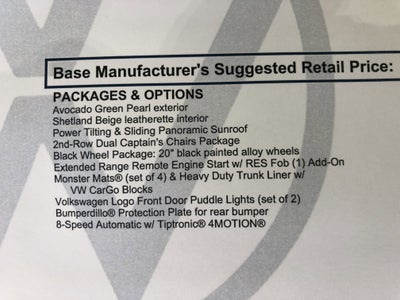 Base Manufacturer's Suggested Retail Price:
PACKAGES & OPTIONS
Avocado Green Pearl exterior
Shetland Beige leatherette interior
Power Tilting & Sliding Panoramic Sunroof
2nd-Row Dual Captain's Chairs Package
Black Wheel Package: 20" black painted alloy wheels
Extended Range Remote Engine Start w/ RES Fob (1) Add-On
Monster Mats® (set of 4) & Heavy Duty Trunk Liner w/
VW CarGo Blocks
Volkswagen Logo Front Door Puddle Lights (set of 2)
Bumperdillo® Protection Plate for rear bumper
8-Speed Automatic w/ Tiptronic® 4MOTION®